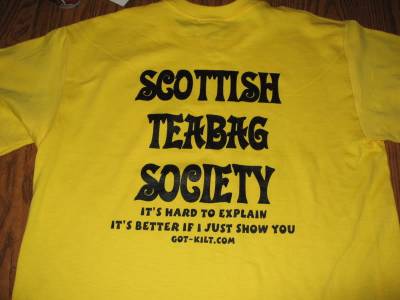 SCOTTISH
TEABAG
SOCIETY
IT'S HARD TO EXPLAIN
IT'S BETTER IF I JUST SHOW YOU
GOT-KILT.COM